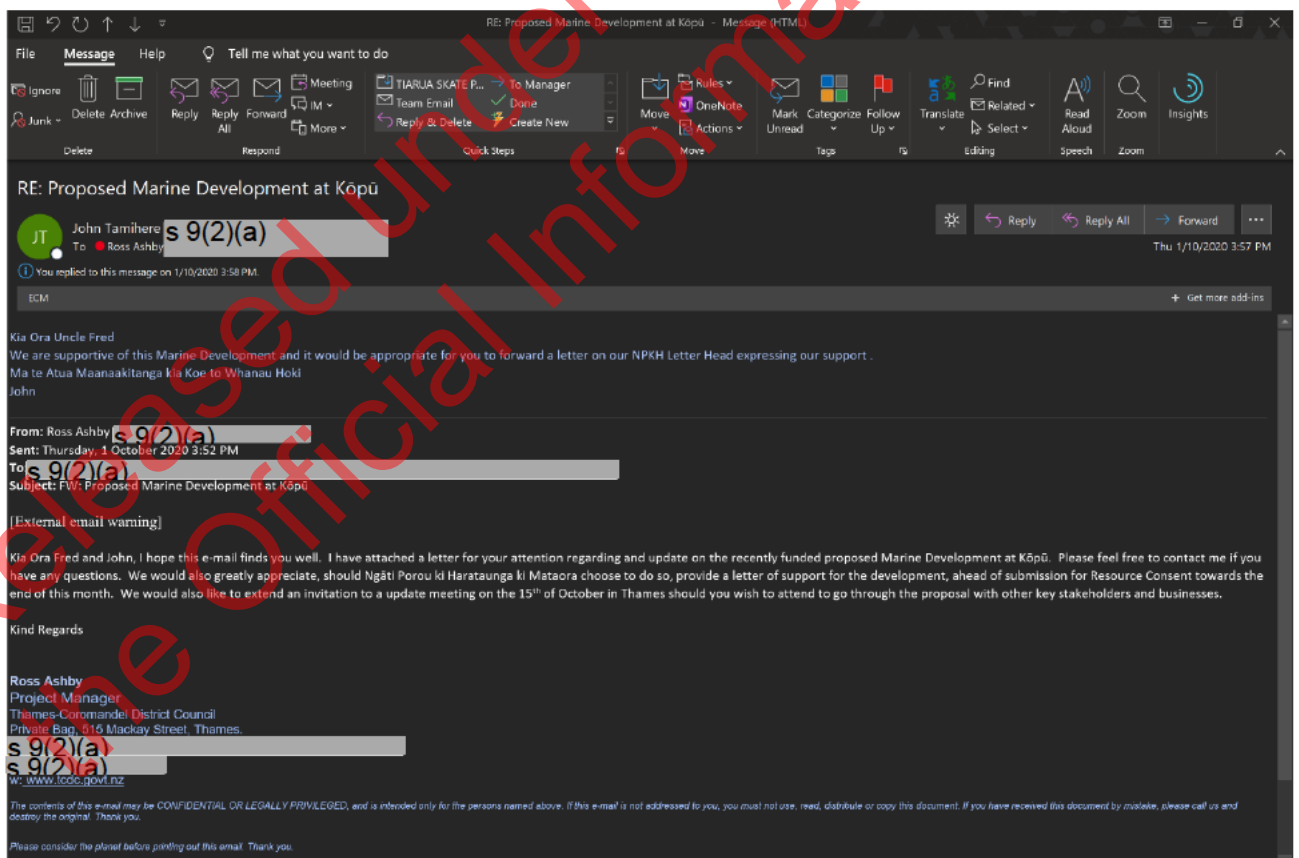 RE: Proposed Marine Development at Kōpū - Message (HTML)
File Message Help Tell me what you want to do
Ignore
Junk
Delete Archive
Delete
Reply Reply All Forward
Meeting
IM
More
Respond
TIARUA SKATE P... To Manager
Team Email Done
Reply & Delete Create New
Quick Steps
Move
Rules
OneNote
Actions
Move
Mark Unread Categorize Follow Up
Tags
Translate
Find
Related
Select
Editing
Read Aloud
Speech
Zoom
Zoom
Insights
RE: Proposed Marine Development at Kōpū
JT
John Tamihere s 9(2)(a)
To Ross Ashby
Reply Reply All Forward ...
Thu 1/10/2020 3:57 PM
You replied to this message on 1/10/2020 3:58 PM.
ECM
+ Get more add-ins
Kia Ora Uncle Fred
We are supportive of this Marine Development and it would be appropriate for you to forward a letter on our NPKH Letter Head expressing our support .
Ma te Atua Maanaakitanga kia Koe to Whanau Hoki
John
From: Ross Ashby s 9(2)(a)
Sent: Thursday, 1 October 2020 3:52 PM
To s 9(2)(a)
Subject: FW: Proposed Marine Development at Kōpū
[External email warning]
Kia Ora Fred and John, I hope this e-mail finds you well. I have attached a letter for your attention regarding and update on the recently funded proposed Marine Development at Kōpū. Please feel free to contact me if you
have any questions. We would also greatly appreciate, should Ngāti Porou ki Harataunga ki Mataora choose to do so, provide a letter of support for the development, ahead of submission for Resource Consent towards the
end of this month. We would also like to extend an invitation to a update meeting on the 15th of October in Thames should you wish to attend to go through the proposal with other key stakeholders and businesses.
Kind Regards
Ross Ashby
Project Manager
Thames-Coromandel District Council
Private Bag, 515 Mackay Street, Thames.
s 9(2)(a)
s 9(2)(a)
w: www.tcdc.govt.nz
The contents of this e-mail may be CONFIDENTIAL OR LEGALLY PRIVILEGED, and is intended only for the persons named above. If this e-mail is not addressed to you, you must not use, read, distribute or copy this document. If you have received this document by mistake, please call us and
destroy the original. Thank you.
Please consider the planet before printing out this email. Thank you.
Released under
the Official Informa